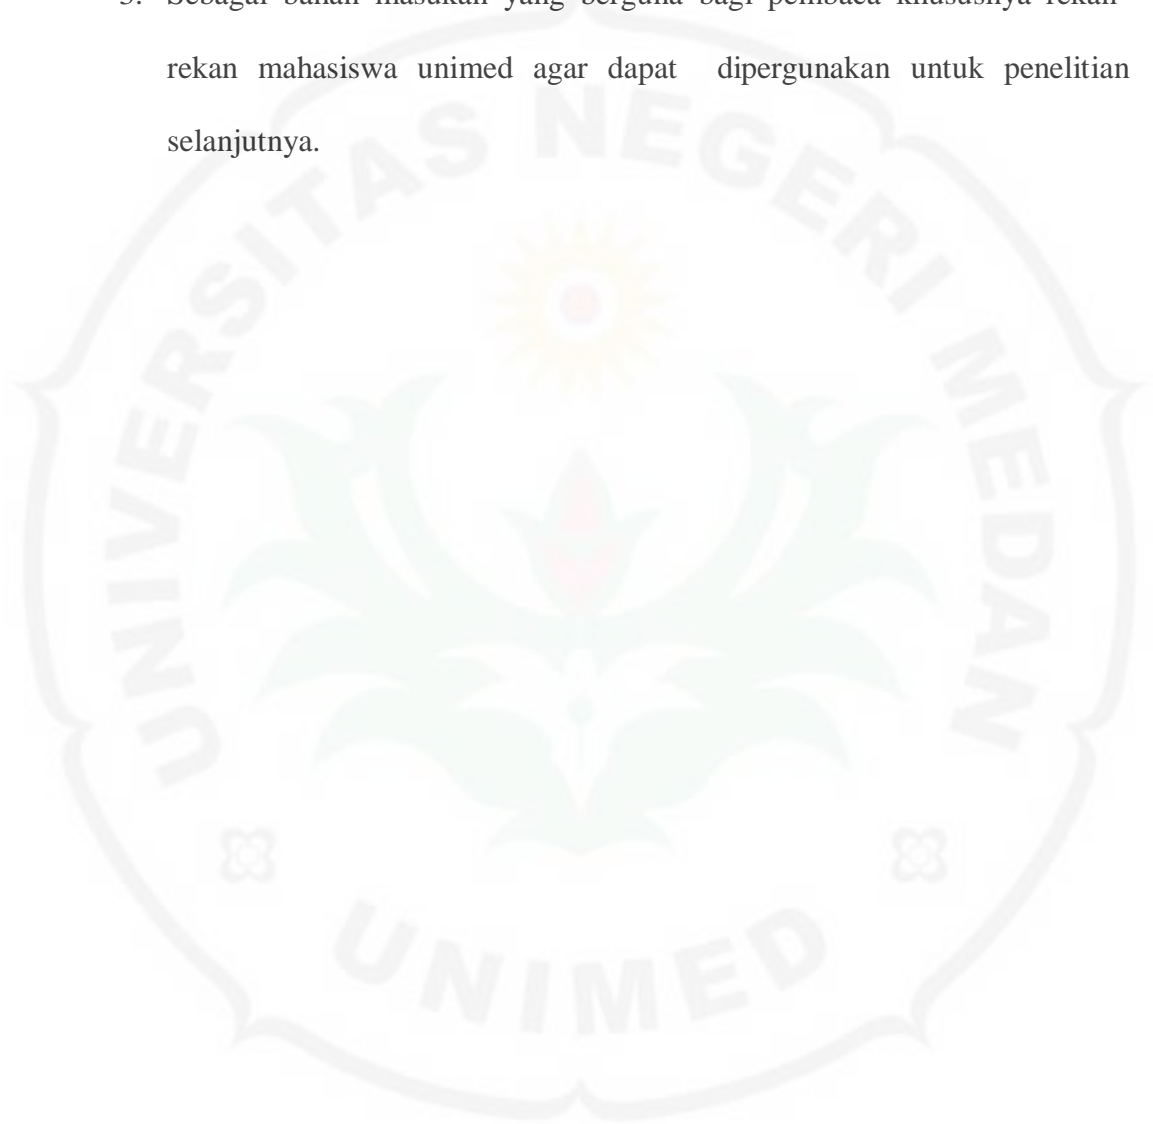 Sebagai bahan masukan yang berguna bagi pembaca khususnya rekan-
rekan mahasiswa unimed agar dapat dipergunakan untuk penelitian
selanjutnya.
UNIVERSITAS NEGERI MEDAN
UNIMED